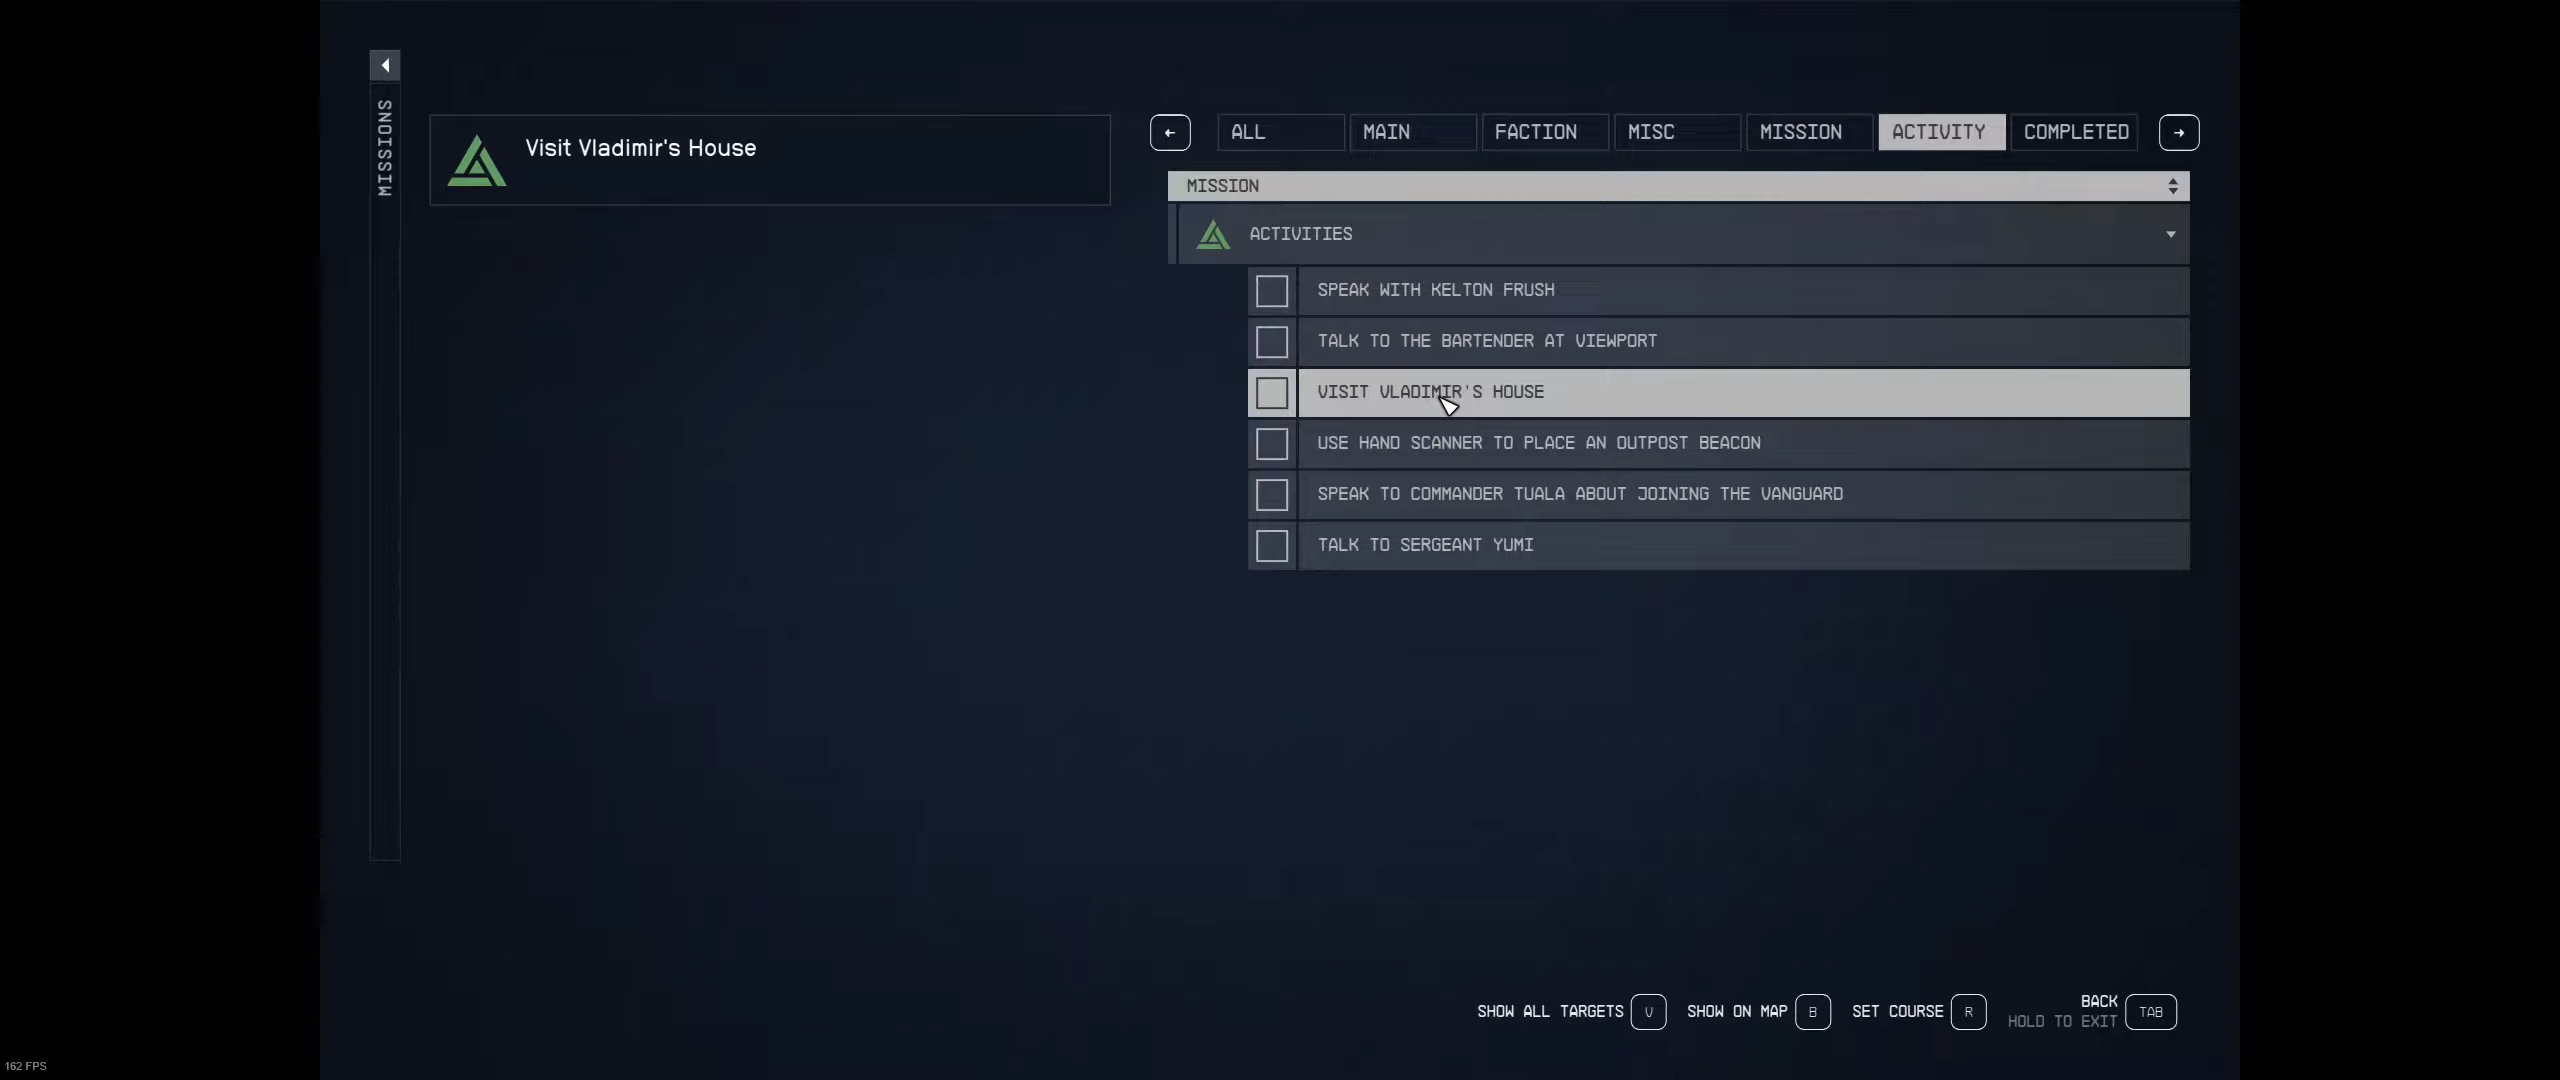 MISSIONS
Visit Vladimir's House
ALL MAIN FACTION MISC MISSION ACTIVITY COMPLETED
MISSION
ACTIVITIES
SPEAK WITH KELTON FRUSH
TALK TO THE BARTENDER AT VIEWPORT
VISIT VLADIMIR'S HOUSE
USE HAND SCANNER TO PLACE AN OUTPOST BEACON
SPEAK TO COMMANDER TUALA ABOUT JOINING THE VANGUARD
TALK TO SERGEANT YUMI
SHOW ALL TARGETS V SHOW ON MAP B SET COURSE R BACK TAB
HOLD TO EXIT
162 FPS